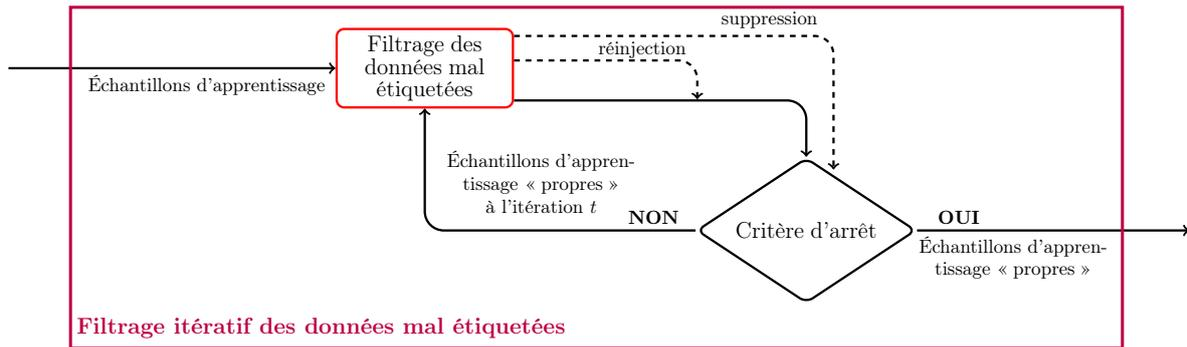 suppression
réinjection
Filtrage des
données mal
étiquetées
Échantillons d'apprentissage
Échantillons d'appren-
tissage « propres »
à l'itération t
NON
Critère d'arrêt
OUI
Échantillons d'appren-
tissage « propres »
Filtrage itératif des données mal étiquetées